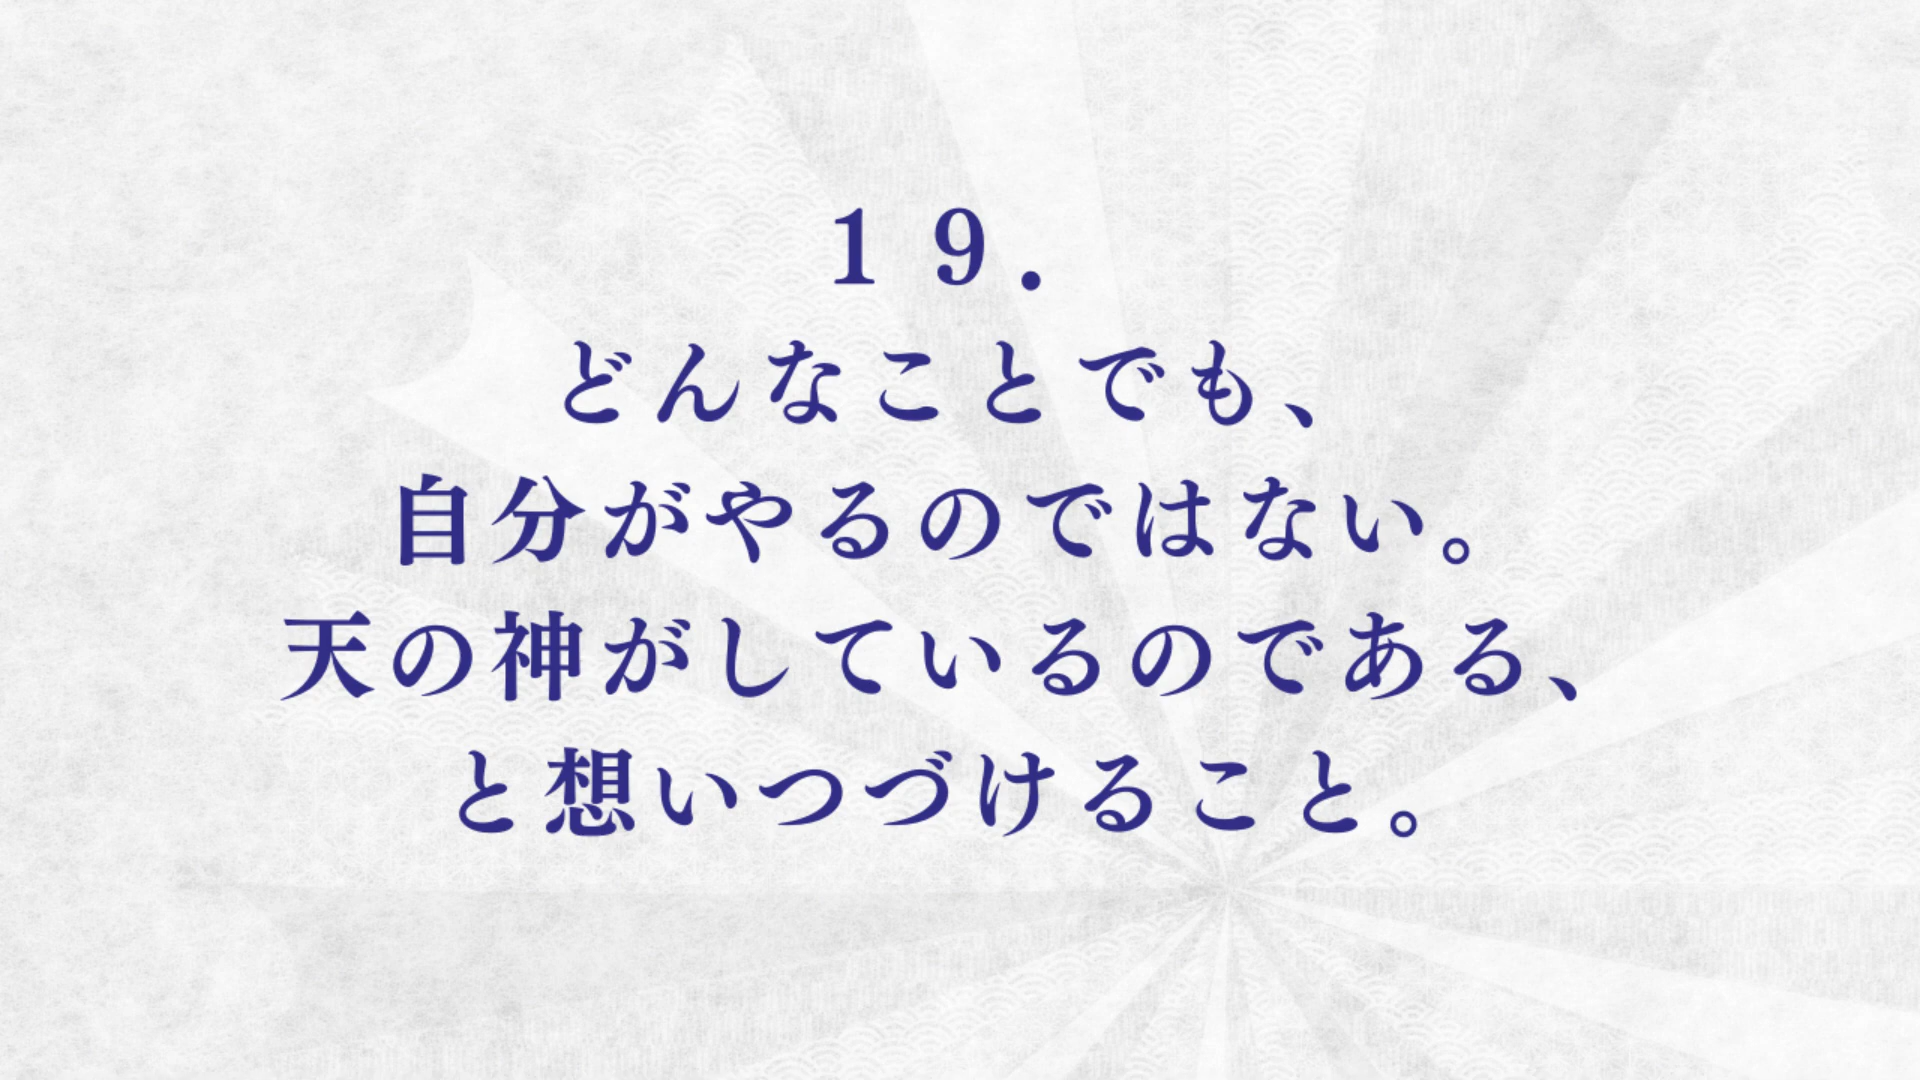 19.
どんなことでも、
自分がやるのではない。
天の神がしているのである、
と想いつづけること。